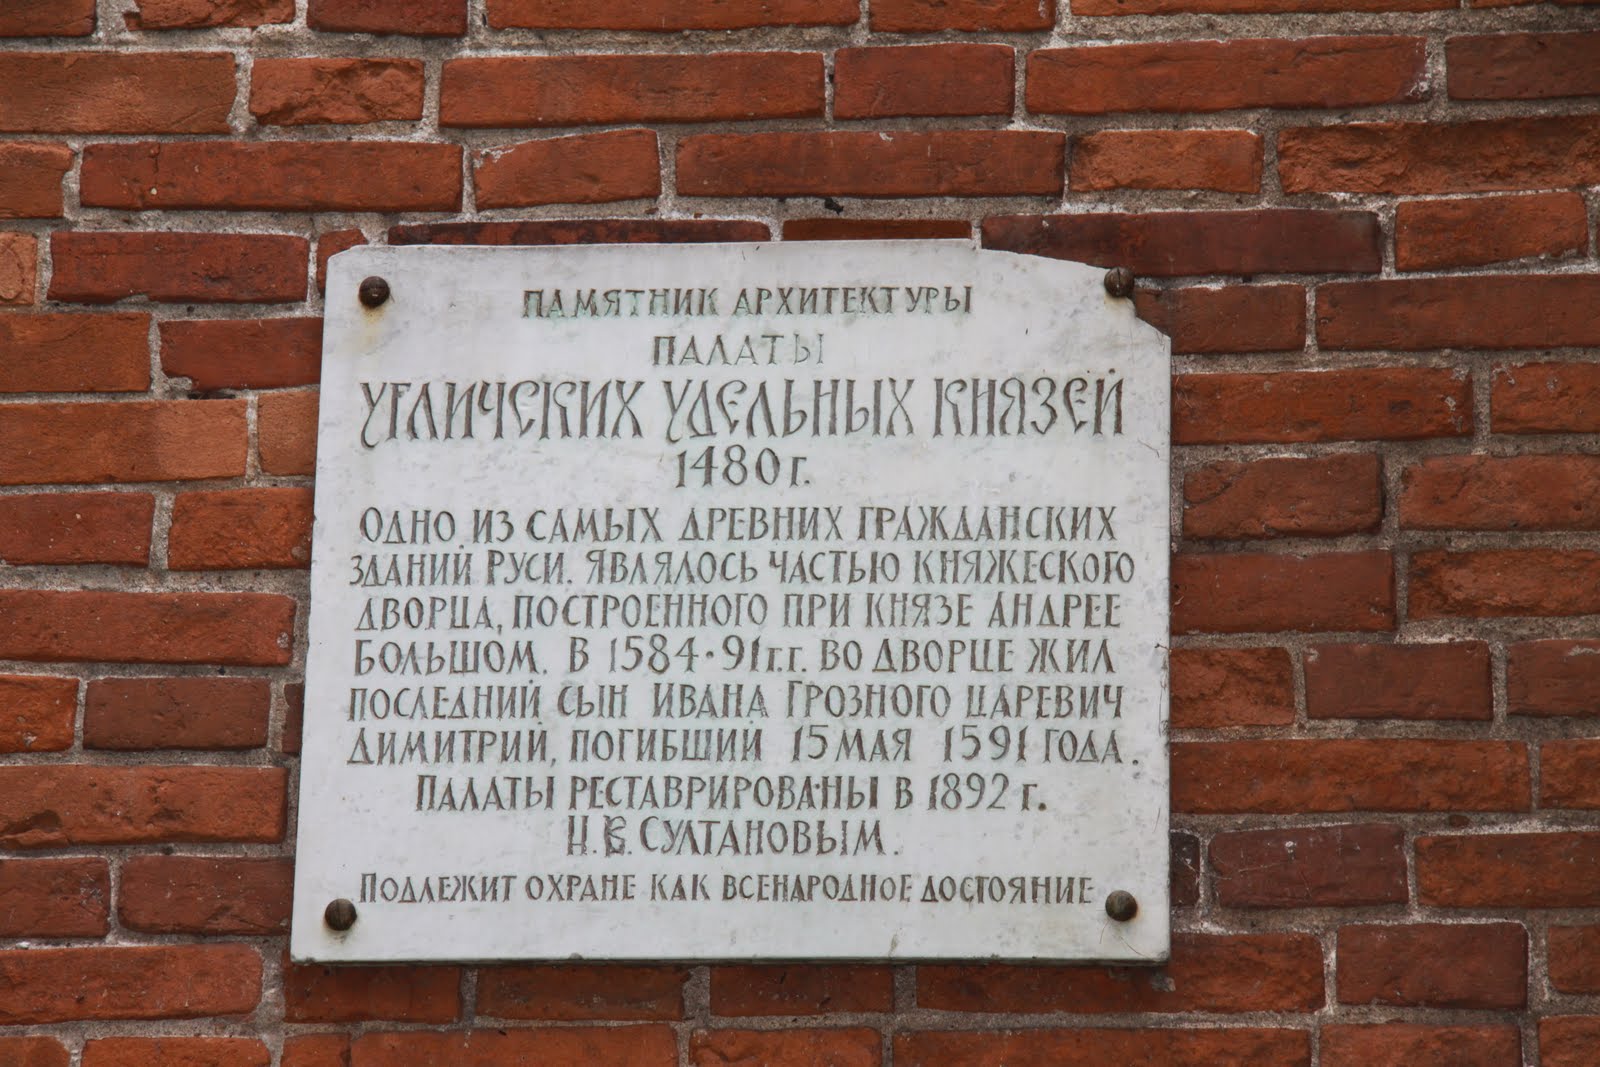 ПАМЯТНИК АРХИТЕКТУРЫ
ПАЛАТЫ
УГЛИЧСКИХ УДЕЛЬНЫХ КНЯЗЕЙ
1480 г.
ОДНО ИЗ САМЫХ ДРЕВНИХ ГРАЖДАНСКИХ
ЗДАНИЙ РУСИ. ЯВЛЯЛОСЬ ЧАСТЬЮ КНЯЖЕСКОГО
ДВОРЦА, ПОСТРОЕННОГО ПРИ КНЯЗЕ АНДРЕЕ
БОЛЬШОМ. В 1584-91 г.г. ВО ДВОРЦЕ ЖИЛ
ПОСЛЕДНИЙ СЫН ИВАНА ГРОЗНОГО ЦАРЕВИЧ
ДИМИТРИЙ, ПОГИБШИЙ 15 МАЯ 1591 ГОДА.
ПАЛАТЫ РЕСТАВРИРОВАНЫ В 1892 г.
Н.В. СУЛТАНОВЫМ.
ПОДЛЕЖИТ ОХРАНЕ КАК ВСЕНАРОДНОЕ ДОСТОЯНИЕ